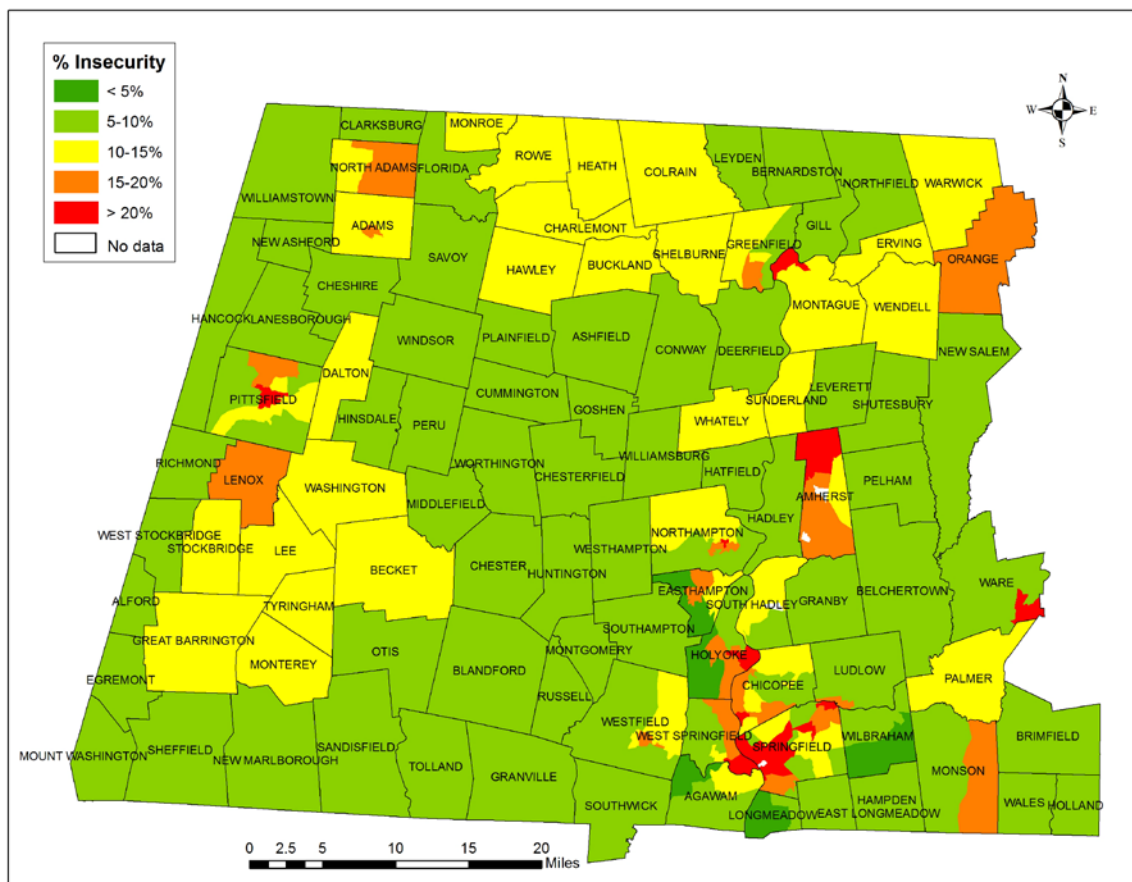 % Insecurity
< 5%
5-10%
10-15%
15-20%
> 20%
No data
N
W E
S
CLARKSBURG
MONROE
ROWE
HEATH
COLRAIN
LEYDEN
BERNARDSTON
NORTHFIELD
WARWICK
NORTH ADAMS
FLORIDA
WILLIAMSTOWN
ADAMS
CHARLEMONT
GREENFIELD
GILL
ERVING
ORANGE
NEW ASHFORD
SAVOY
HAWLEY
BUCKLAND
SHELBURNE
CHESHIRE
MONTAGUE
WENDELL
HANCOCK
LANESBOROUGH
WINDSOR
PLAINFIELD
ASHFIELD
CONWAY
DEERFIELD
NEW SALEM
DALTON
LEVERETT
PITTSFIELD
CUMMINGTON
SUNDERLAND
SHUTESBURY
HINSDALE
PERU
GOSHEN
WHATELY
RICHMOND
LENOX
WORTHINGTON
WILLIAMSBURG
WASHINGTON
CHESTERFIELD
HATFIELD
PELHAM
AMHERST
MIDDLEFIELD
HADLEY
WEST STOCKBRIDGE
STOCKBRIDGE
LEE
NORTHAMPTON
WESTHAMPTON
BECKET
CHESTER
HUNTINGTON
WARE
EASTHAMPTON
BELCHERTOWN
ALFORD
TYRINGHAM
SOUTH HADLEY
GRANBY
SOUTHAMPTON
GREAT BARRINGTON
MONTEREY
OTIS
MONTGOMERY
HOLYOKE
BLANDFORD
LUDLOW
EGREMONT
CHICOPEE
PALMER
RUSSELL
WESTFIELD
WEST SPRINGFIELD
WILBRAHAM
BRIMFIELD
MOUNT WASHINGTON
SHEFFIELD
NEW MARLBOROUGH
SANDISFIELD
SPRINGFIELD
TOLLAND
GRANVILLE
MONSON
SOUTHWICK
AGAWAM
HAMPDEN
LONGMEADOW
EAST LONGMEADOW
WALES
HOLLAND
0 2.5 5 10 15 20
Miles